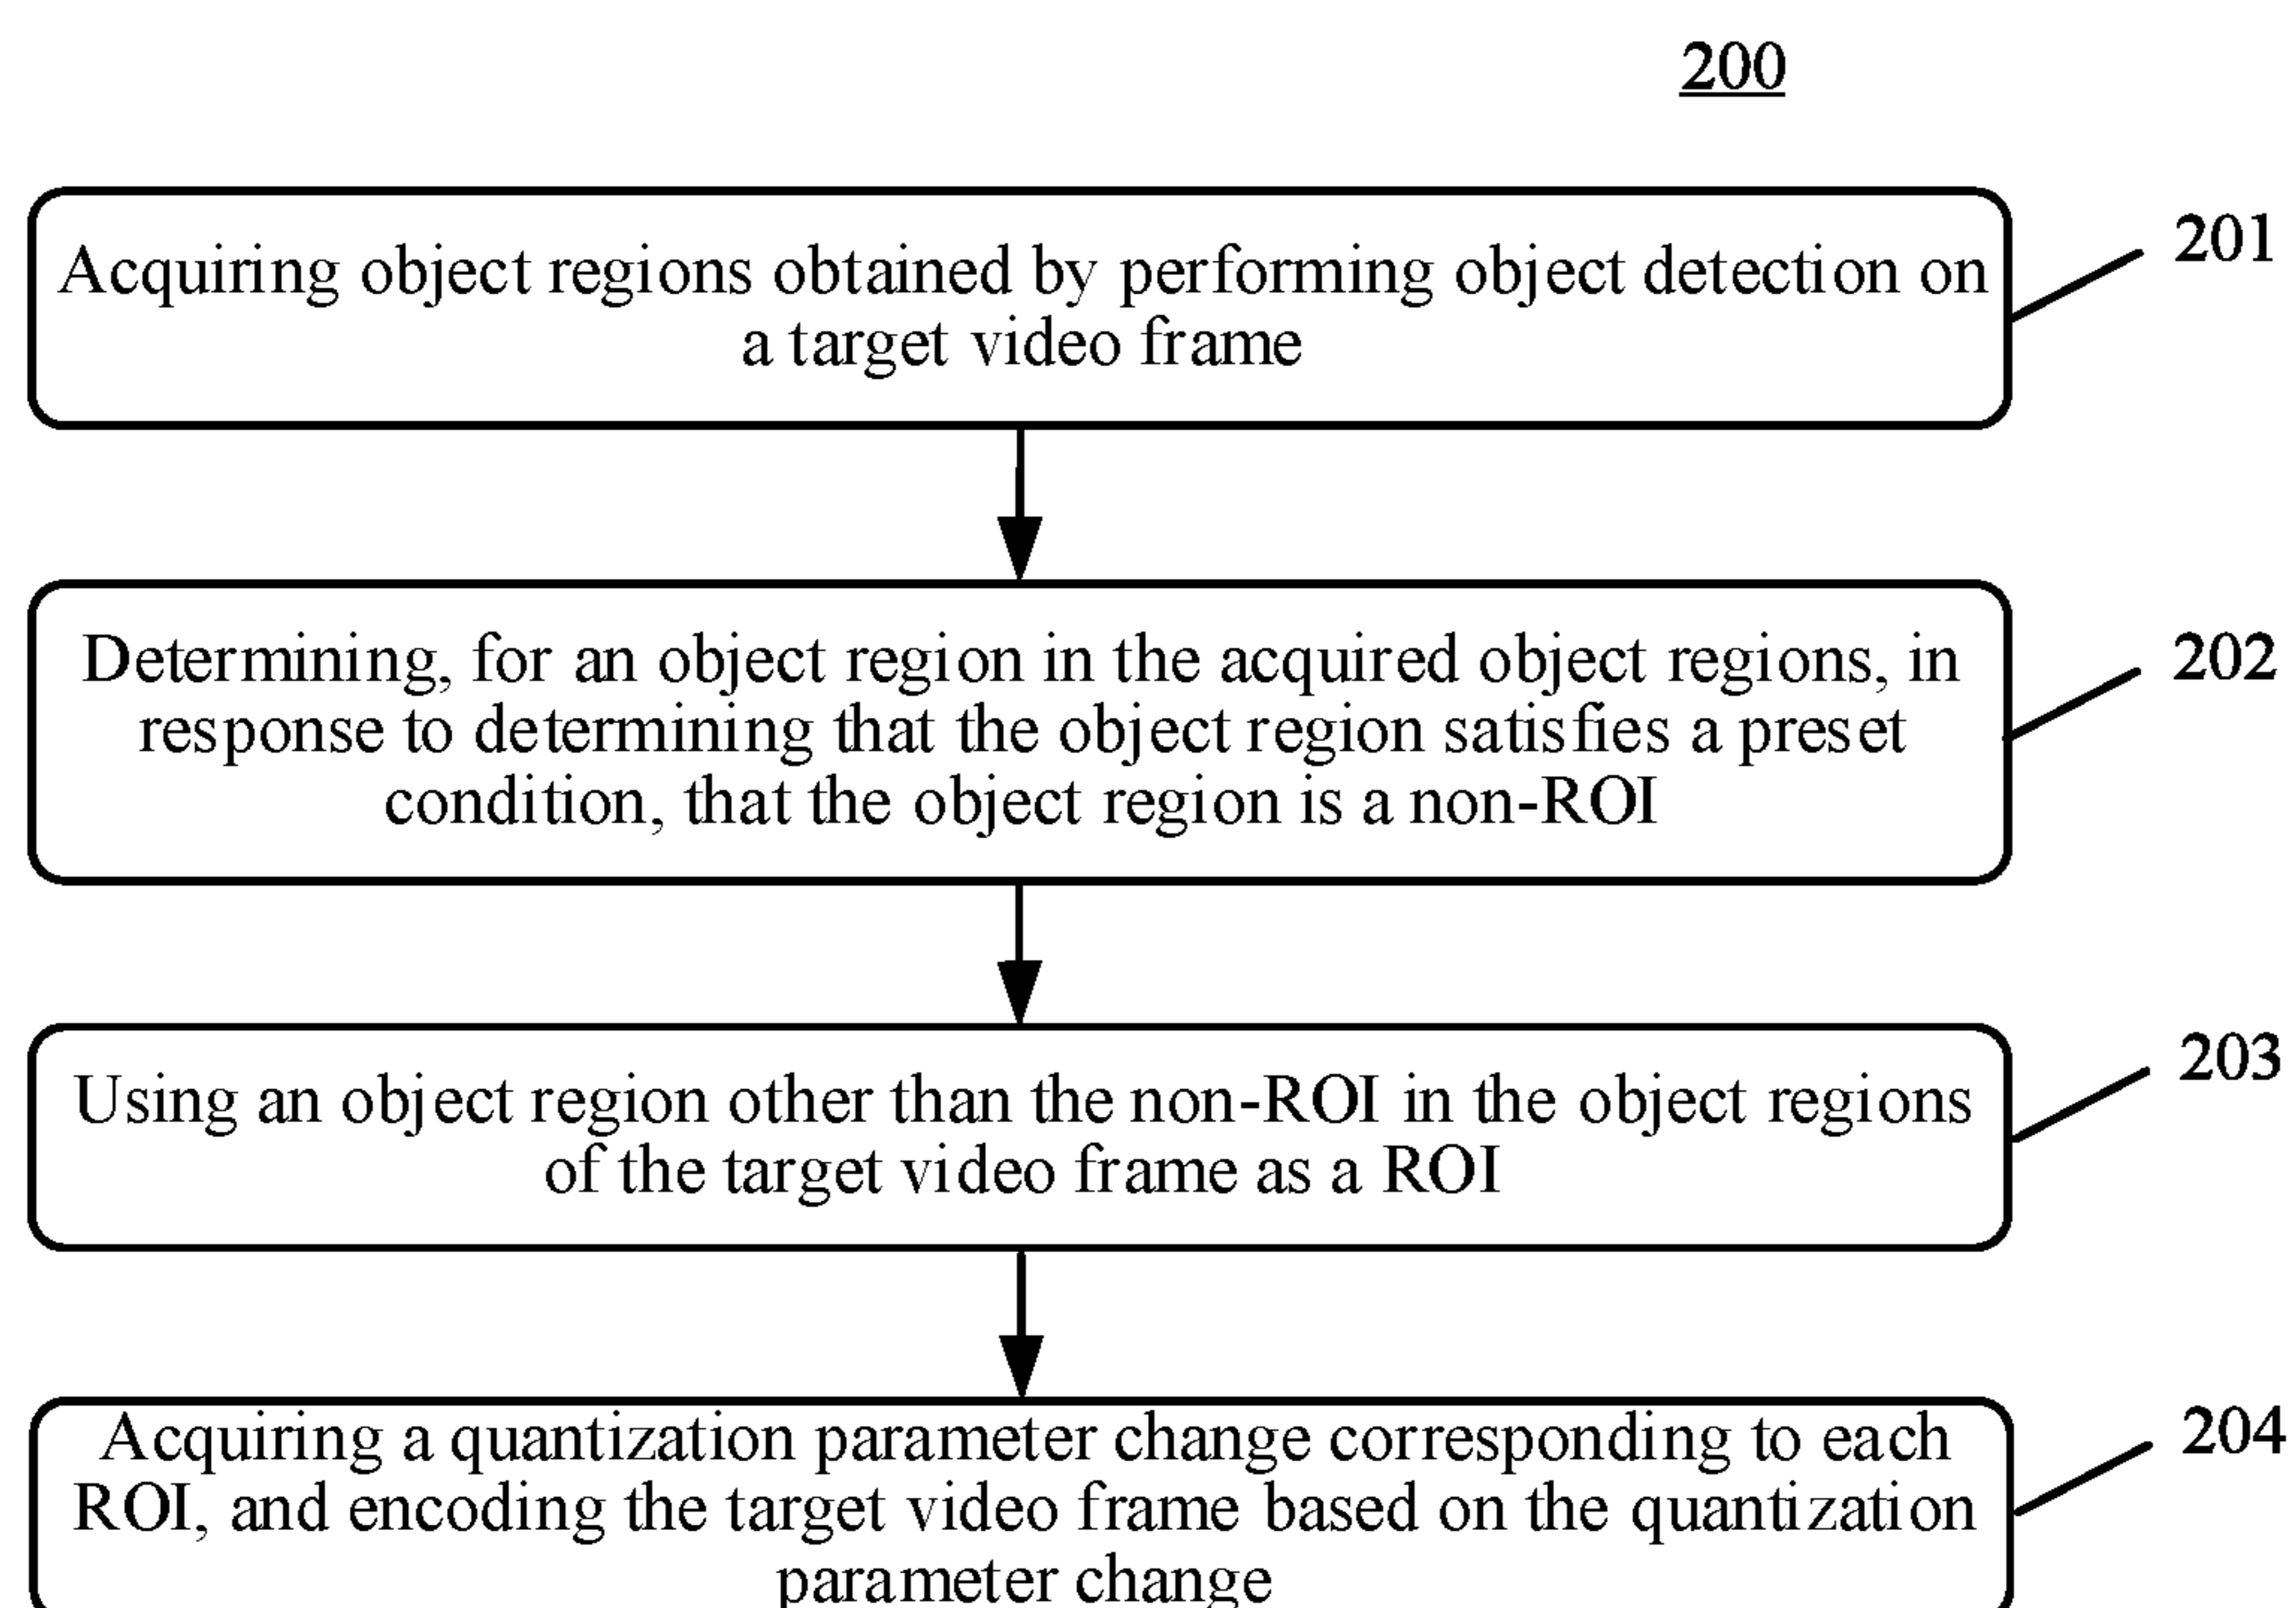 200
Acquiring object regions obtained by performing object detection on
a target video frame
201
Determining, for an object region in the acquired object regions, in
response to determining that the object region satisfies a preset
condition, that the object region is a non-ROI
202
Using an object region other than the non-ROI in the object regions
of the target video frame as a ROI
203
Acquiring a quantization parameter change corresponding to each
ROI, and encoding the target video frame based on the quantization
parameter change
204